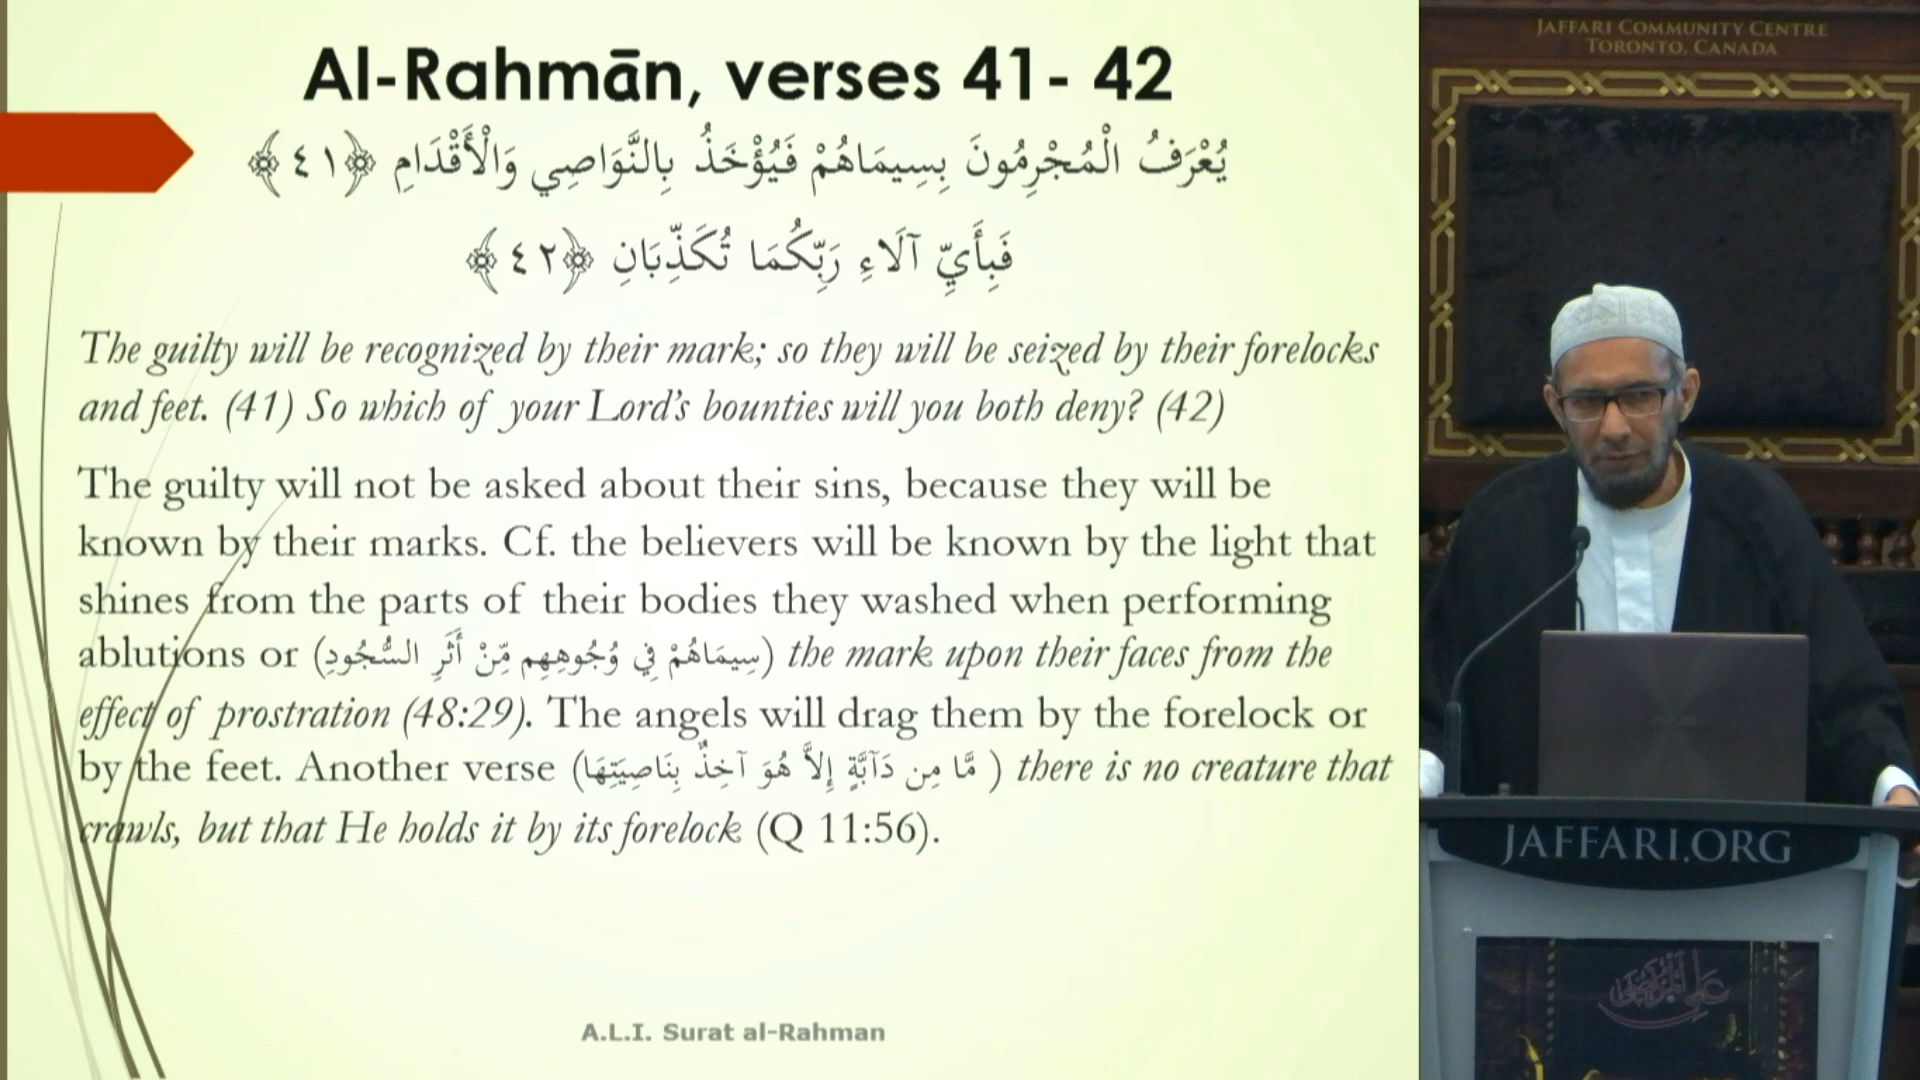 Al-Rahmān, verses 41- 42
يُعْرَفُ الْمُجْرِمُونَ بِسِيمَاهُمْ فَيُؤْخَذُ بِالنَّوَاصِي وَالْأَقْدَامِ ﴿٤١﴾
فَبِأَيِّ آلَاءِ رَبِّكُمَا تُكَذِّبَانِ ﴿٤٢﴾
The guilty will be recognized by their mark; so they will be seized by their forelocks
and feet. (41) So which of your Lord's bounties will you both deny? (42)
The guilty will not be asked about their sins, because they will be
known by their marks. Cf. the believers will be known by the light that
shines from the parts of their bodies they washed when performing
ablutions or (سِيمَاهُمْ فِي وُجُوهِهِم مِّنْ أَثَرِ السُّجُودِ) the mark upon their faces from the
effect of prostration (48:29). The angels will drag them by the forelock or
by the feet. Another verse (مَّا مِن دَآبَّةٍ إِلاَّ هُوَ آخِذٌ بِنَاصِيَتِهَا ) there is no creature that
crawls, but that He holds it by its forelock (Q 11:56).
A.L.I. Surat al-Rahman
JAFFARI COMMUNITY CENTRE
TORONTO, CANADA
JAFFARI.ORG